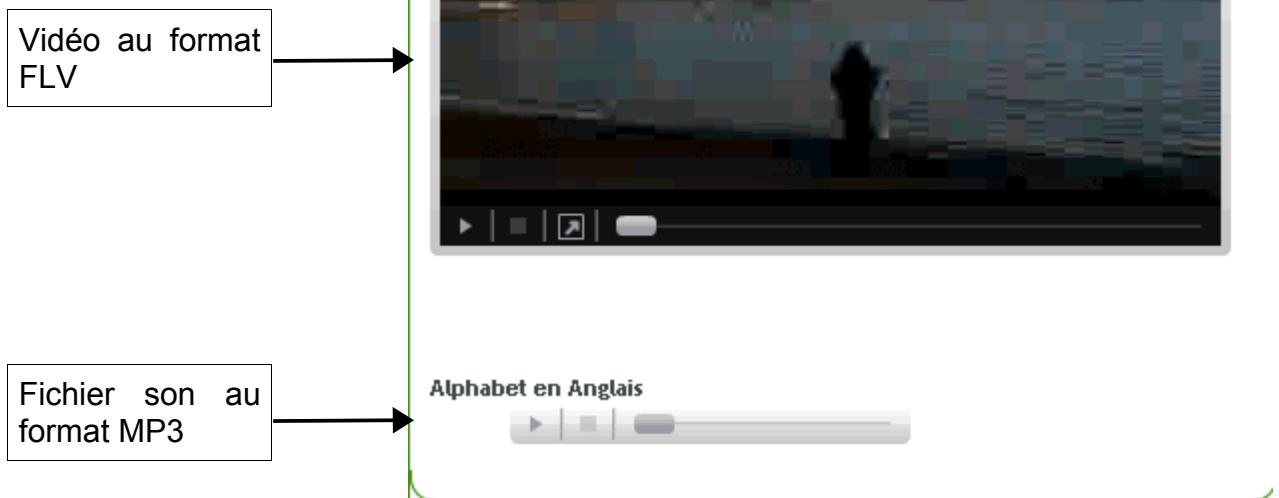 Vidéo au format
FLV
Alphabet en Anglais
Fichier son au
format MP3